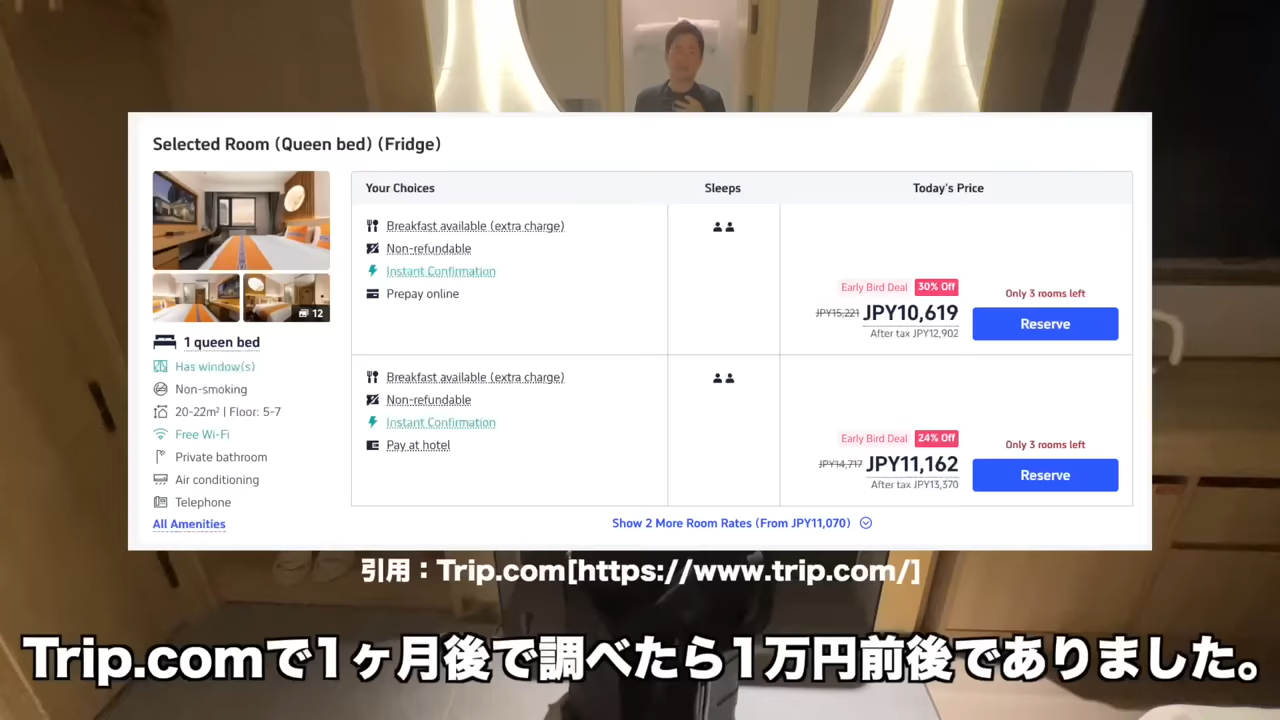 Selected Room (Queen bed) (Fridge)
Your Choices
Sleeps
Today's Price
Breakfast available (extra charge)
Non-refundable
Instant Confirmation
Prepay online
Early Bird Deal 30% Off
JPY15,221 JPY10,619
After tax JPY12,902
Only 3 rooms left
Reserve
12
1 queen bed
Has window(s)
Non-smoking
20-22m² | Floor: 5-7
Free Wi-Fi
Private bathroom
Air conditioning
Telephone
All Amenities
Breakfast available (extra charge)
Non-refundable
Instant Confirmation
Pay at hotel
Early Bird Deal 24% Off
JPY14,717 JPY11,162
After tax JPY13,370
Only 3 rooms left
Reserve
Show 2 More Room Rates (From JPY11,070)
引用：Trip.com[https://www.trip.com/]
Trip.comで1ヶ月後で調べたら1万円前後でありました。